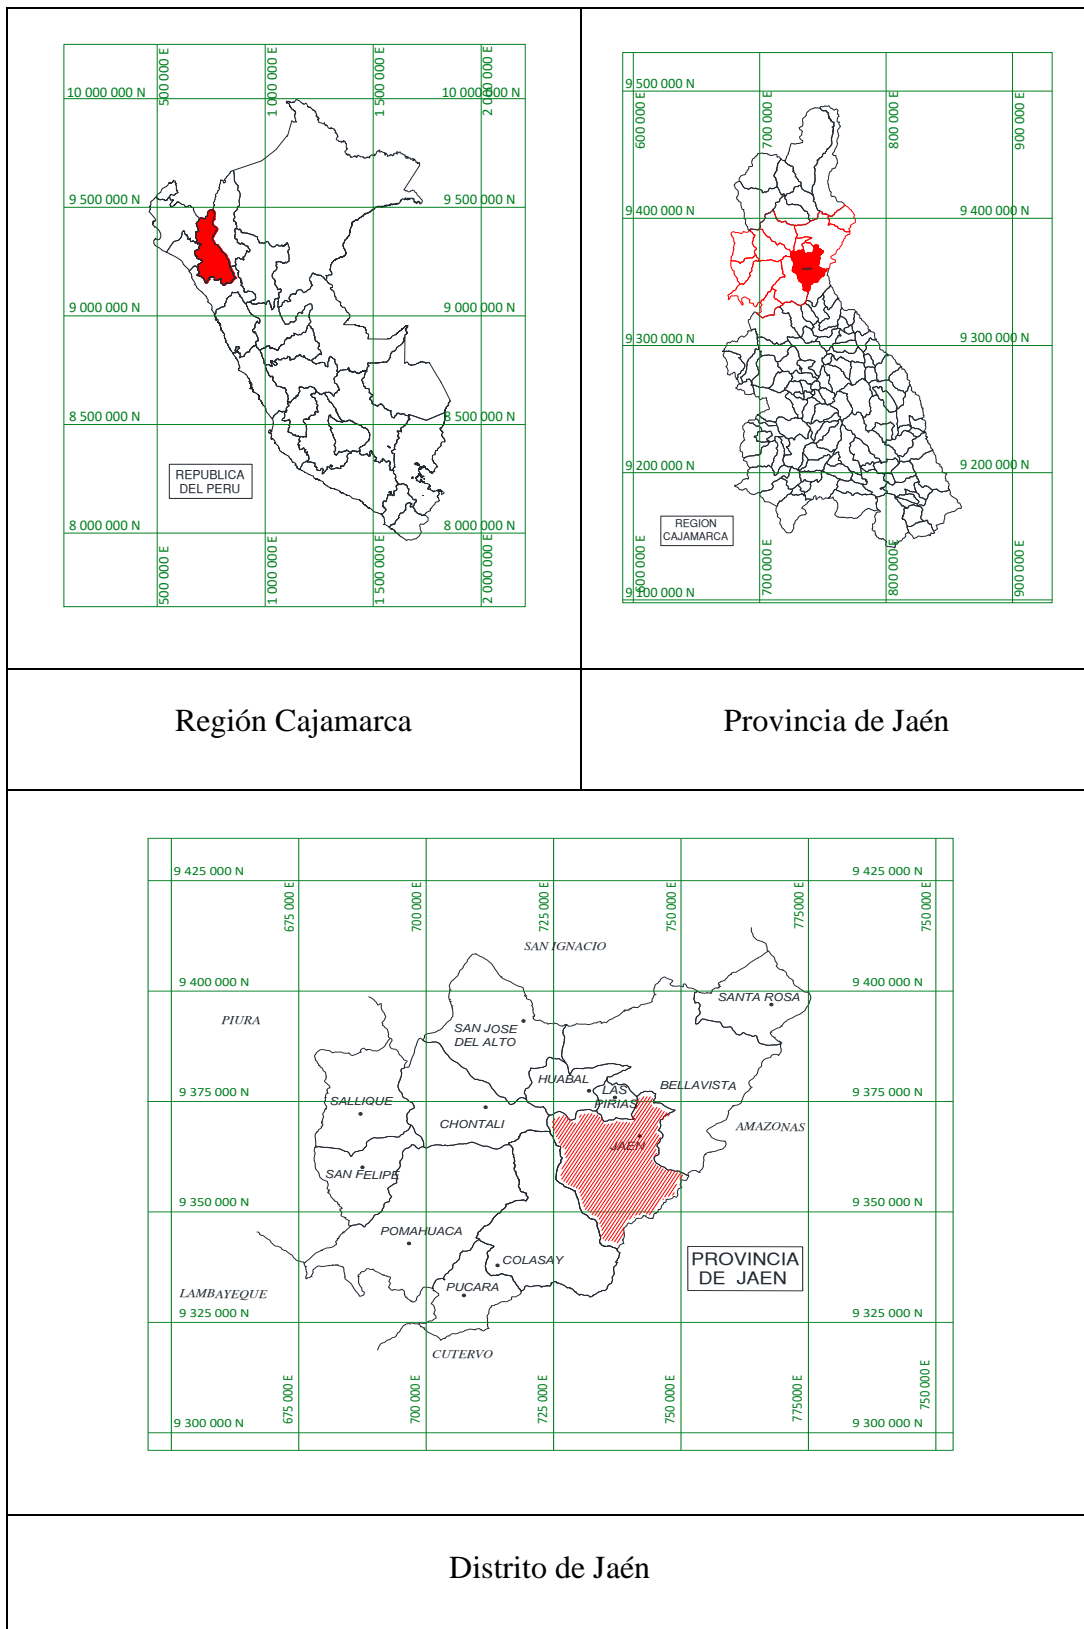 500 000 E
1 000 000 E
1 500 000 E
2 000 000 E
10 000 000 N
10 000 000 N
9 500 000 N
9 500 000 N
9 000 000 N
9 000 000 N
8 500 000 N
8 500 000 N
REPUBLICA
DEL PERU
8 000 000 N
8 000 000 N
500 000 E
1 000 000 E
1 500 000 E
2 000 000 E
9 500 000 N
600 000 E
700 000 E
800 000 E
900 000 E
9 400 000 N
9 400 000 N
9 300 000 N
9 300 000 N
9 200 000 N
9 200 000 N
REGION
CAJAMARCA
600 000 E
700 000 E
800 000 E
900 000 E
9 100 000 N
Región Cajamarca
Provincia de Jaén
9 425 000 N
9 425 000 N
675 000 E
700 000 E
725 000 E
750 000 E
775000 E
750 000 E
SAN IGNACIO
9 400 000 N
9 400 000 N
SANTA ROSA
PIURA
SAN JOSE
DEL ALTO
HUABAL
LAS
PIRIAS
BELLAVISTA
9 375 000 N
9 375 000 N
SALLIQUE
CHONTALI
AMAZONAS
JAEN
SAN FELIPE
9 350 000 N
9 350 000 N
POMAHUACA
COLASAY
PROVINCIA
DE JAEN
PUCARA
LAMBAYEQUE
9 325 000 N
9 325 000 N
CUTERVO
675 000 E
700 000 E
725 000 E
750 000 E
775000 E
750 000 E
9 300 000 N
9 300 000 N
Distrito de Jaén